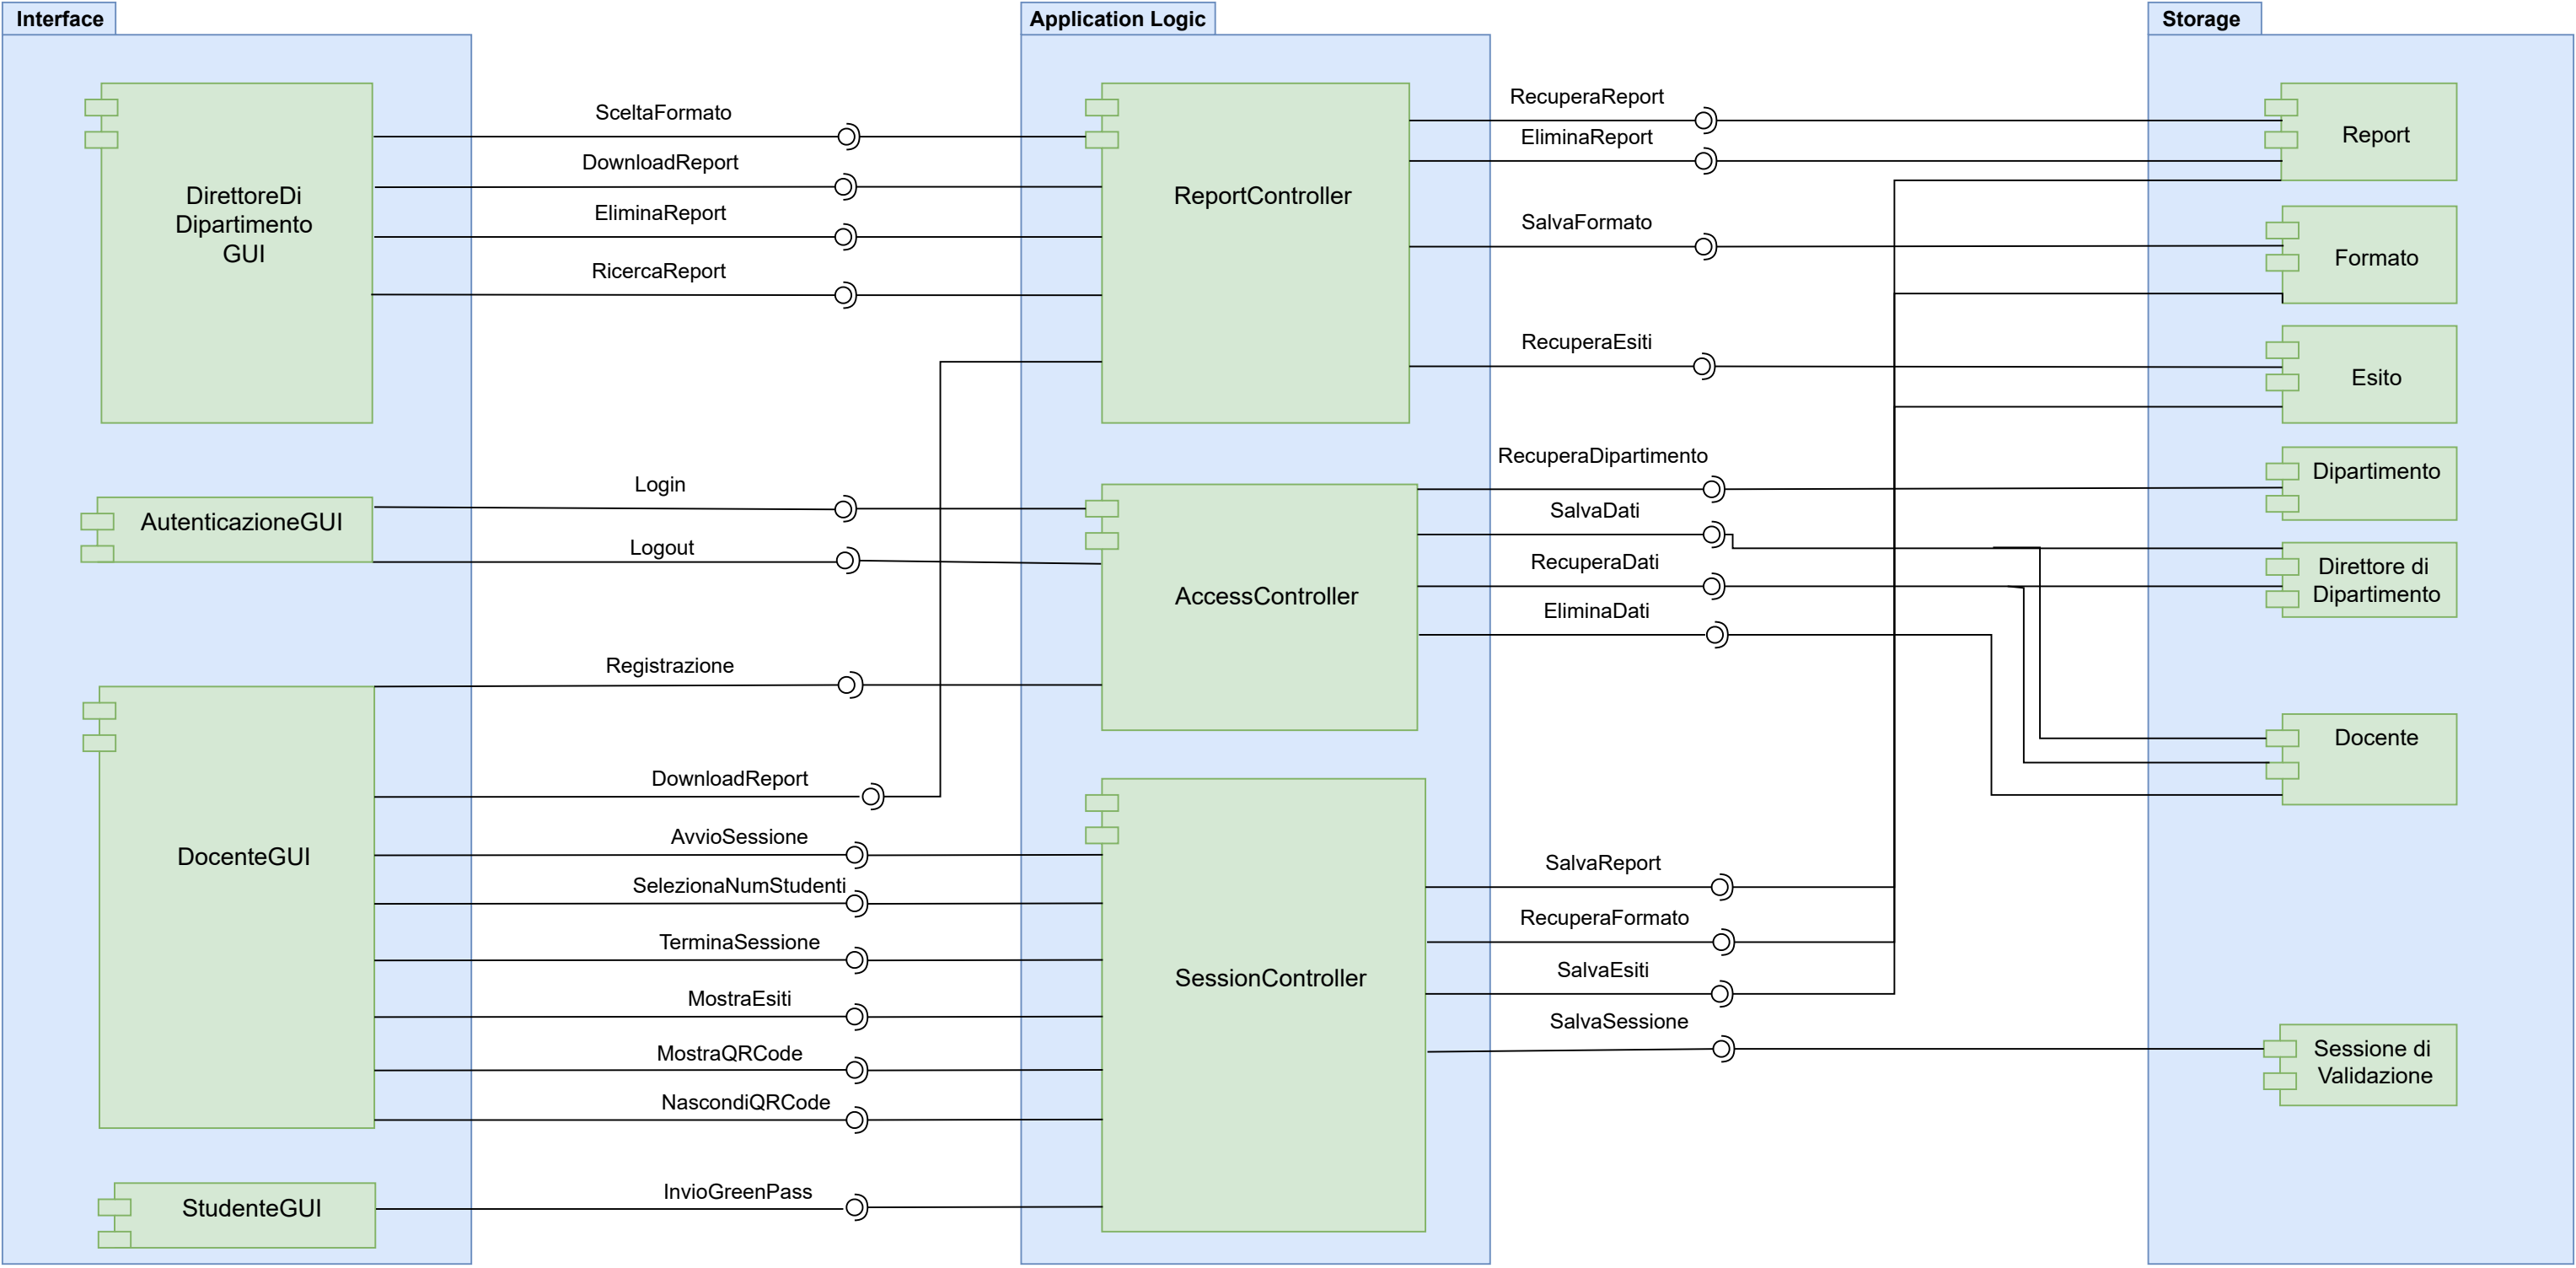 Interface
DirettoreDi
Dipartimento
GUI
AutenticazioneGUI
DocenteGUI
StudenteGUI
SceltaFormato
DownloadReport
EliminaReport
RicercaReport
Login
Logout
Registrazione
DownloadReport
AvvioSessione
SelezionaNumStudenti
TerminaSessione
MostraEsiti
MostraQRCode
NascondiQRCode
InvioGreenPass
Application Logic
ReportController
AccessController
SessionController
RecuperaReport
EliminaReport
SalvaFormato
RecuperaEsiti
RecuperaDipartimento
SalvaDati
RecuperaDati
EliminaDati
SalvaReport
RecuperaFormato
SalvaEsiti
SalvaSessione
Storage
Report
Formato
Esito
Dipartimento
Direttore di
Dipartimento
Docente
Sessione di
Validazione